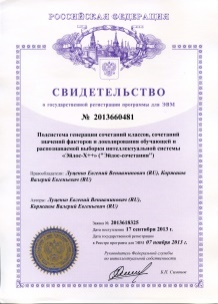 РОССИЙСКАЯ ФЕДЕРАЦИЯ
СВИДЕТЕЛЬСТВО
о государственной регистрации программы для ЭВМ
№ 2013660481
Подсистема генерации сочетаний классов, сочетаний
значений факторов и докодирования обучающей и
распознаваемой выборки интеллектуальной системы
«Эйдос-Х++» ("Эйдос-сочетания")
Правообладатели: Луценко Евгений Вениаминович (RU), Коржаков
Валерий Евгеньевич (RU)
Авторы: Луценко Евгений Вениаминович (RU),
Коржаков Валерий Евгеньевич (RU)
Заявка № 2013618325
Дата поступления 17 сентября 2013 г.
Дата государственной регистрации
в Реестре программ для ЭВМ 07 ноября 2013 г.
Руководитель Федеральной службы
по интеллектуальной собственности
Б.П. Симонов